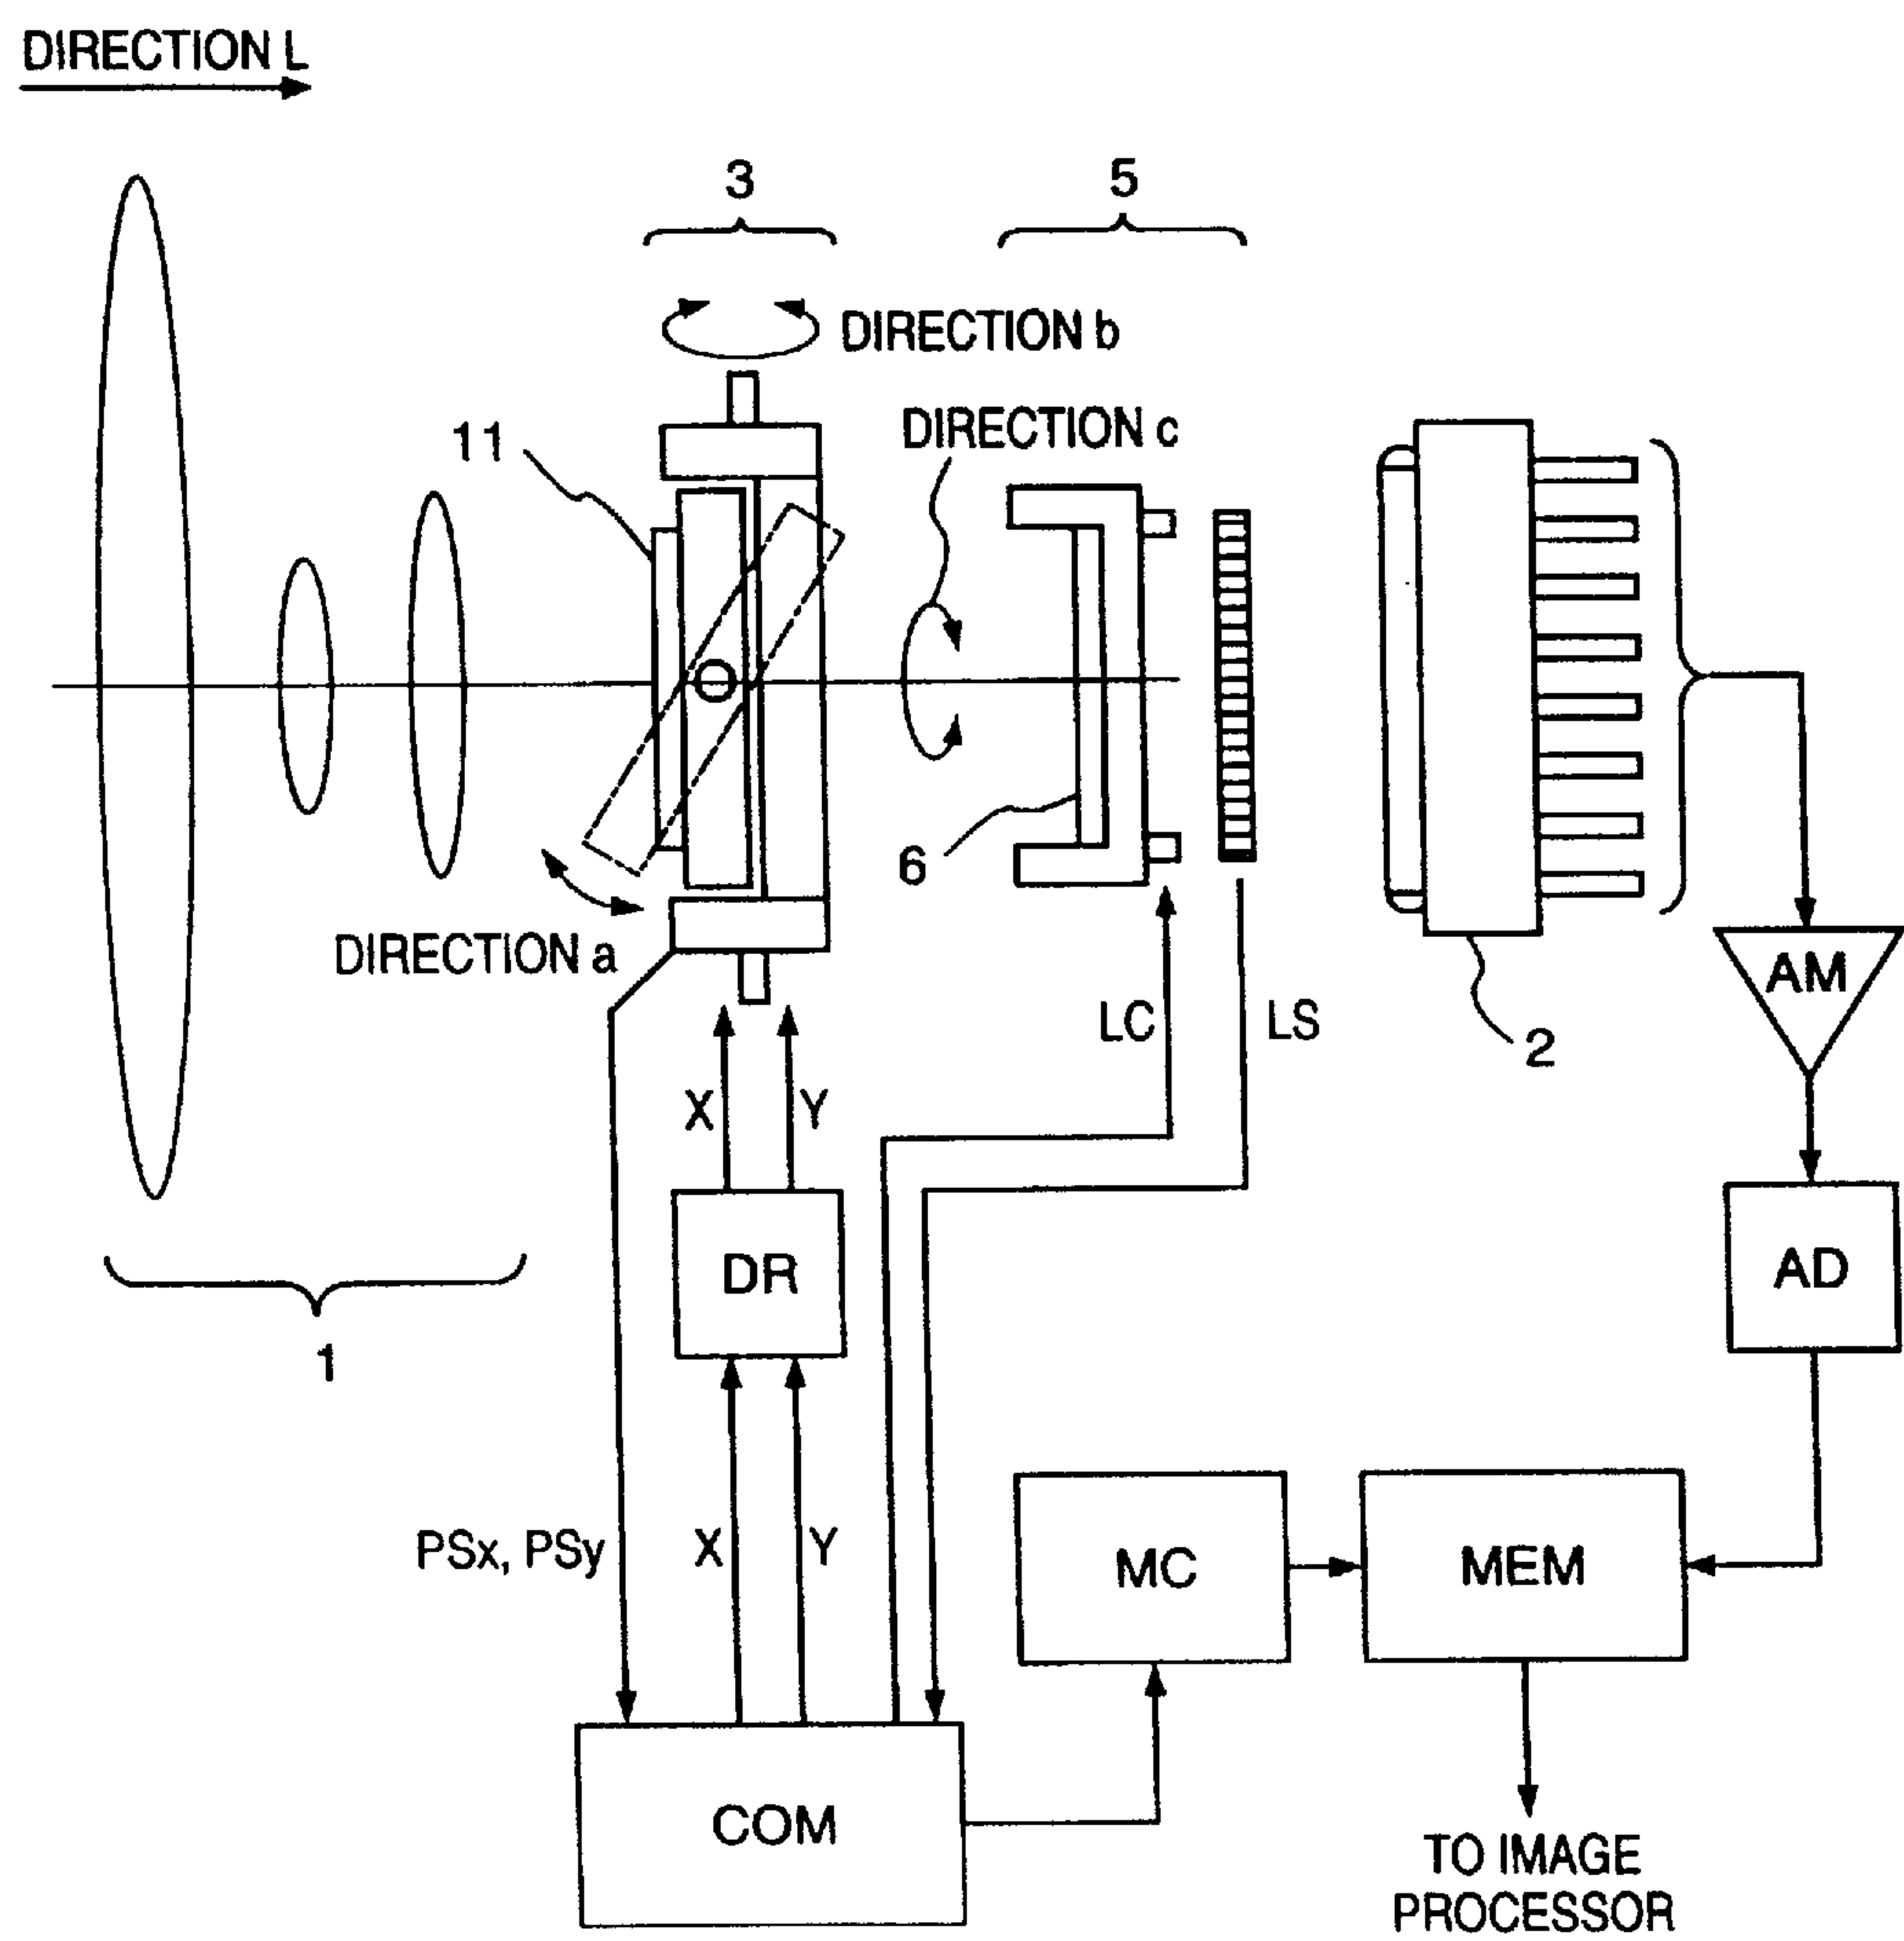 DIRECTION L
3
5
DIRECTION b
DIRECTION c
11
6
DIRECTION a
AM
LC
LS
2
X
Y
DR
AD
1
PSx, PSy
X
Y
MC
MEM
COM
TO IMAGE
PROCESSOR